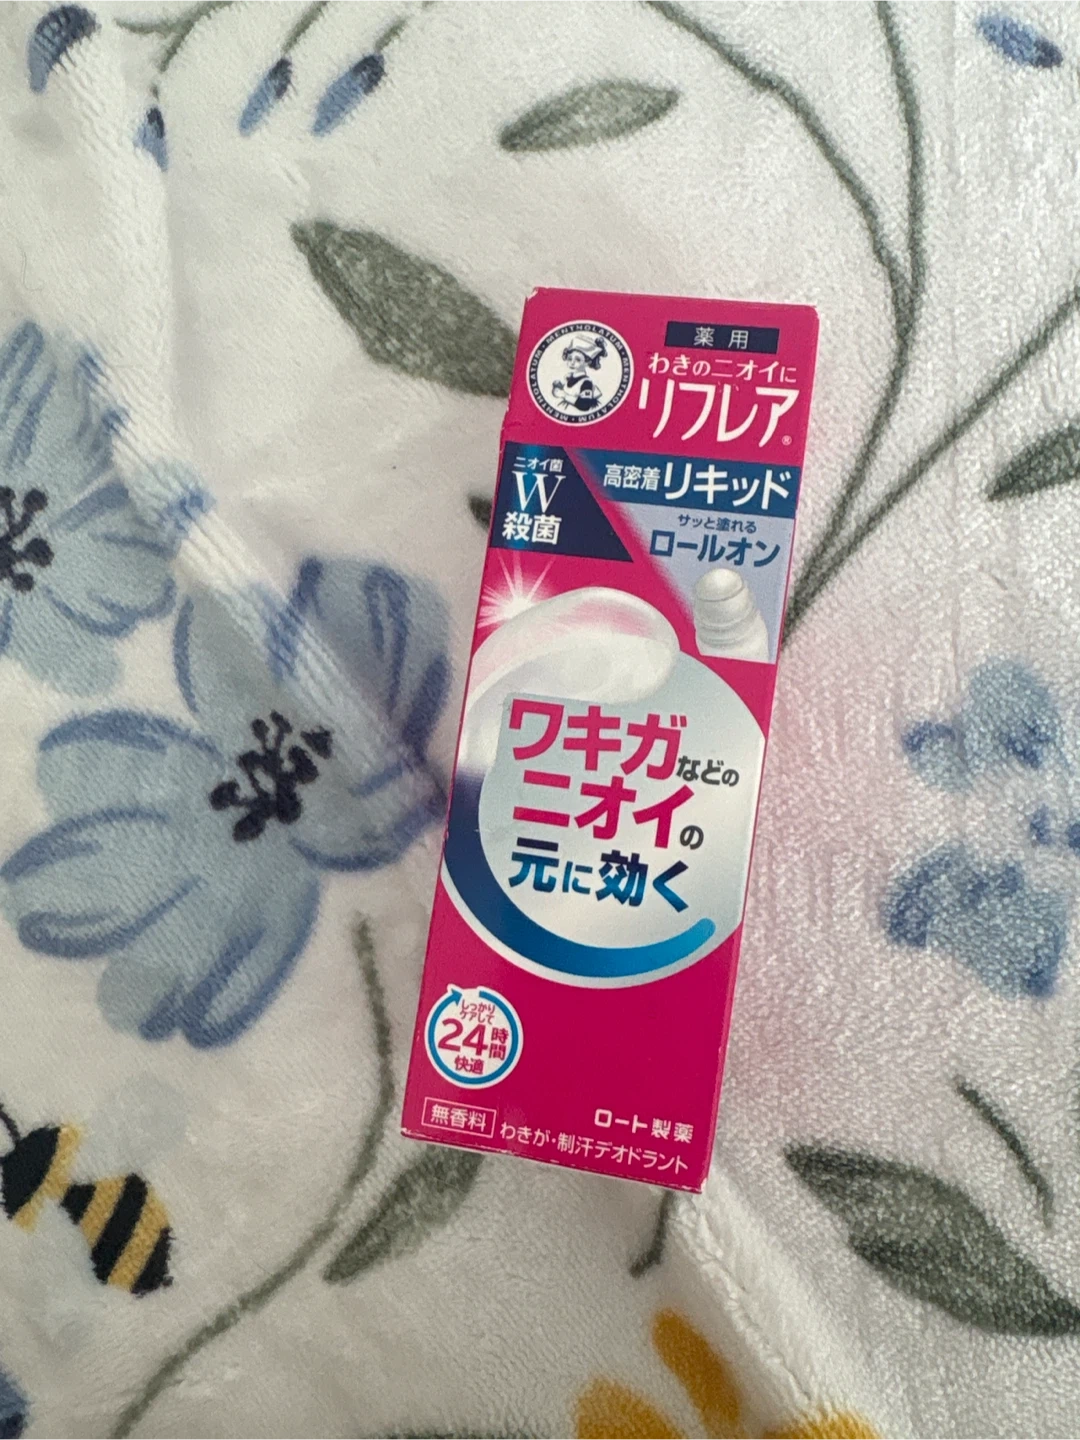 MENTHOLATUM・MENTHOLATUM・MENTHOLATUM
薬用
わきのニオイに
リフレア®
ニオイ菌
W
殺菌
高密着リキッド
サッと塗れる
ロールオン
ワキガなどの
ニオイの
元に効く
しっかり
ケアして
24時間
快適
無香料
ロート製薬
わきが・制汗デオドラント